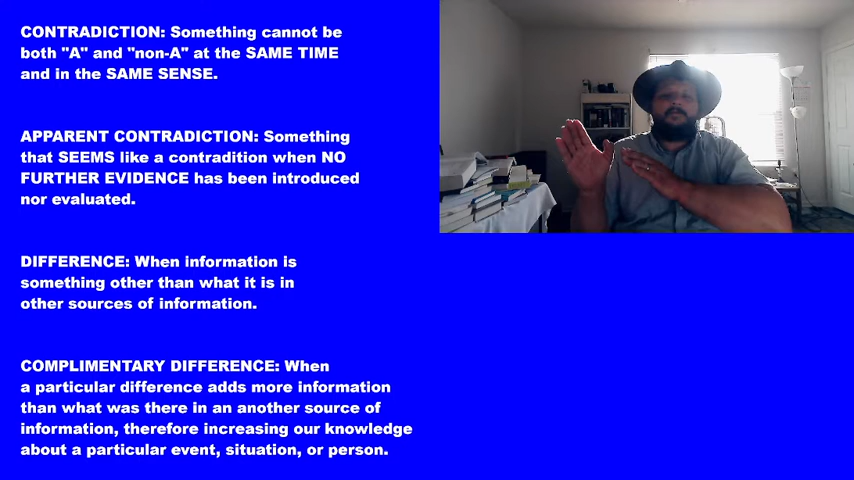 CONTRADICTION: Something cannot be
both "A" and "non-A" at the SAME TIME
and in the SAME SENSE.
APPARENT CONTRADICTION: Something
that SEEMS like a contradition when NO
FURTHER EVIDENCE has been introduced
nor evaluated.
DIFFERENCE: When information is
something other than what it is in
other sources of information.
COMPLIMENTARY DIFFERENCE: When
a particular difference adds more information
than what was there in an another source of
information, therefore increasing our knowledge
about a particular event, situation, or person.